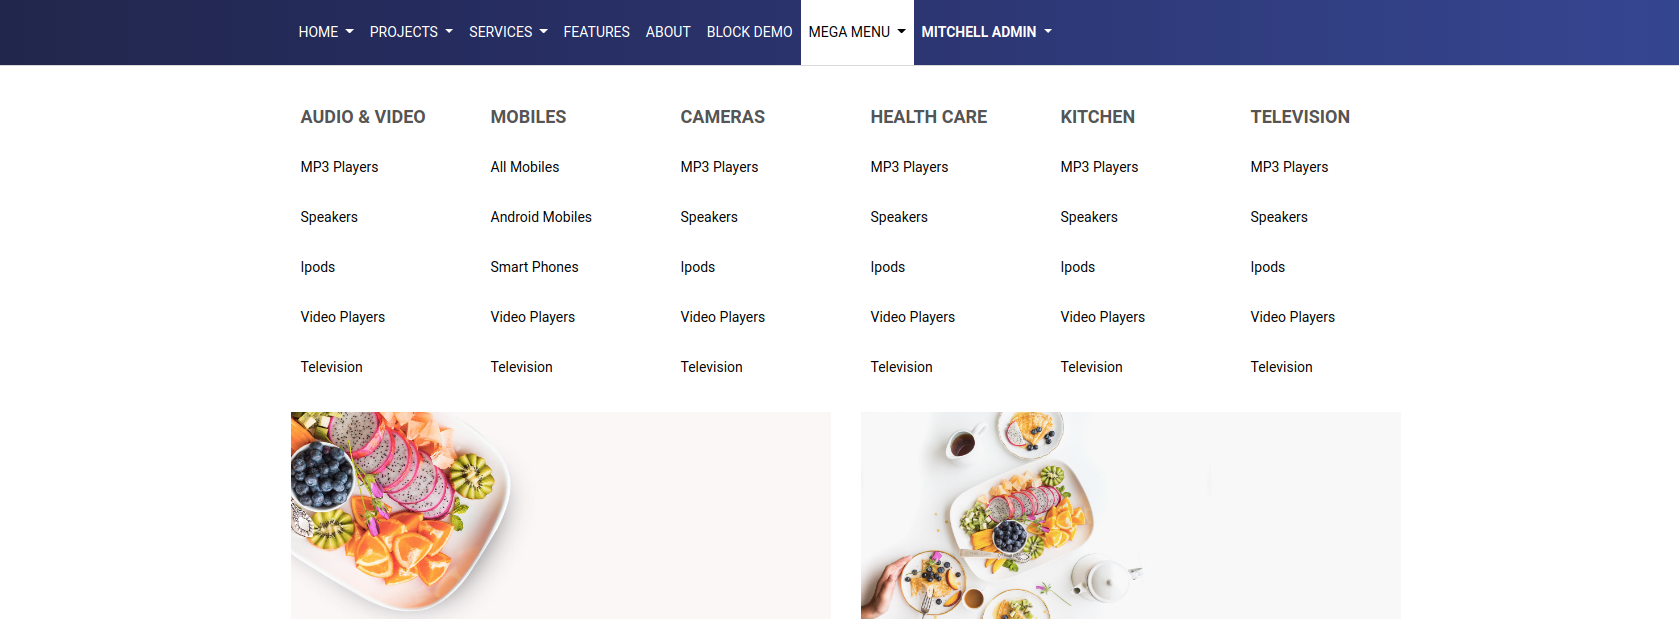 HOME PROJECTS SERVICES FEATURES ABOUT BLOCK DEMO MEGA MENU MITCHELL ADMIN
AUDIO & VIDEO MOBILES CAMERAS HEALTH CARE KITCHEN TELEVISION
MP3 Players All Mobiles MP3 Players MP3 Players MP3 Players MP3 Players
Speakers Android Mobiles Speakers Speakers Speakers Speakers
Ipods Smart Phones Ipods Ipods Ipods Ipods
Video Players Video Players Video Players Video Players Video Players Video Players
Television Television Television Television Television Television